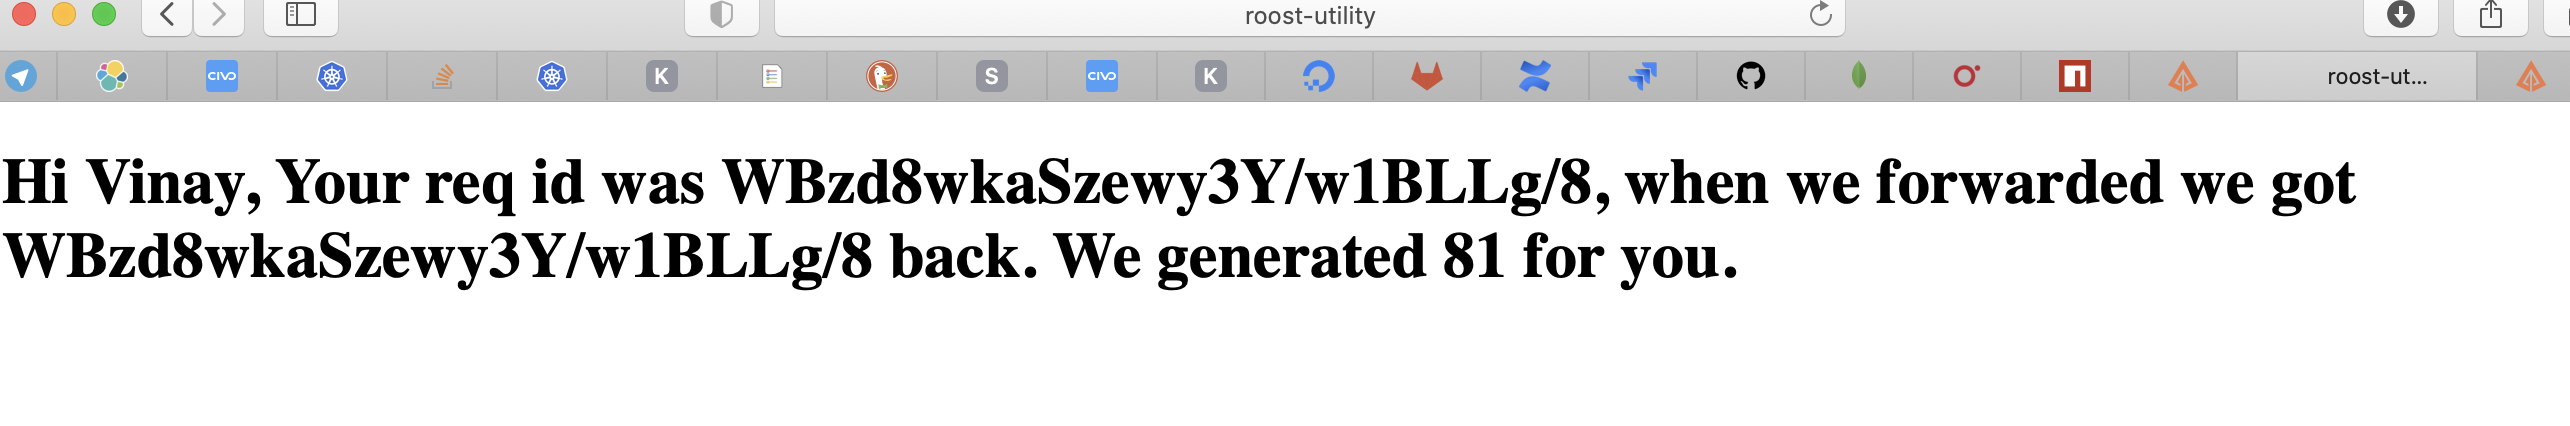 roost-utility
CIVO K S CIVO K roost-ut...
Hi Vinay, Your req id was WBzd8wkaSzewy3Y/w1BLLg/8, when we forwarded we got
WBzd8wkaSzewy3Y/w1BLLg/8 back. We generated 81 for you.